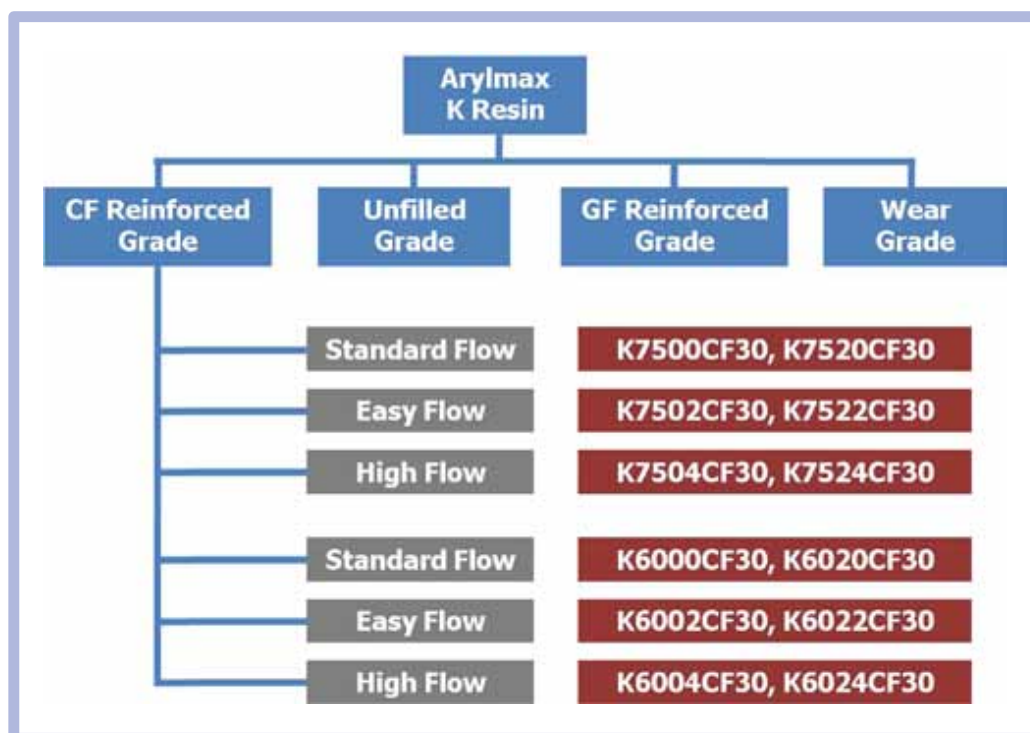 Arylmax
K Resin
CF Reinforced
Grade
Unfilled
Grade
GF Reinforced
Grade
Wear
Grade
Standard Flow
K7500CF30, K7520CF30
Easy Flow
K7502CF30, K7522CF30
High Flow
K7504CF30, K7524CF30
Standard Flow
K6000CF30, K6020CF30
Easy Flow
K6002CF30, K6022CF30
High Flow
K6004CF30, K6024CF30